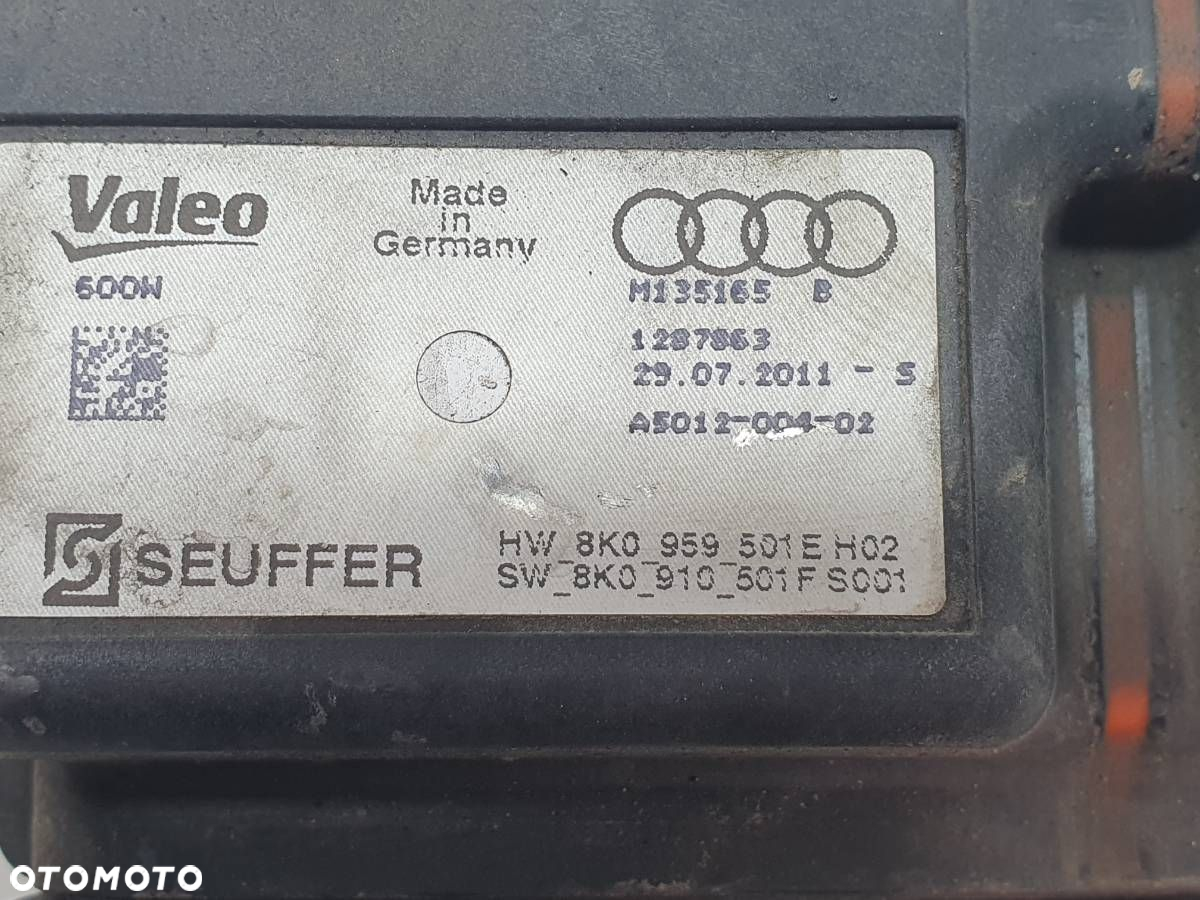 Valeo
600W
Made
in
Germany
M135165 B
1287863
29.07.2011 - S
A5012-004-02
SEUFFER
HW_8K0_959_501E H02
SW_8K0_910_501F S001
OTOMOTO